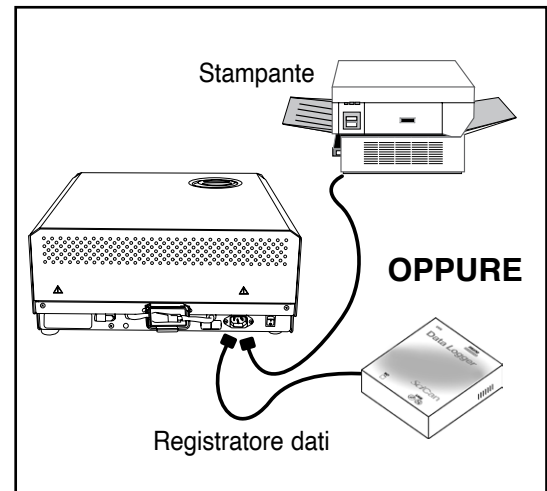 Stampante
OPPURE
Data Logger
SciCan
Registratore dati